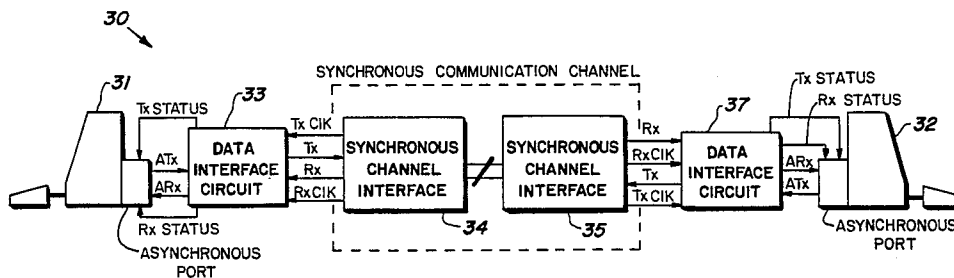 30
SYNCHRONOUS COMMUNICATION CHANNEL
31
Tx STATUS
33
Tx ClK
Tx
Rx
RxClK
ATx
ARx
DATA
INTERFACE
CIRCUIT
SYNCHRONOUS
CHANNEL
INTERFACE
34
SYNCHRONOUS
CHANNEL
INTERFACE
35
Rx
RxClK
Tx
Tx ClK
37
DATA
INTERFACE
CIRCUIT
Tx STATUS
Rx STATUS
ARx
ATx
32
Rx STATUS
ASYNCHRONOUS
PORT
ASYNCHRONOUS
PORT